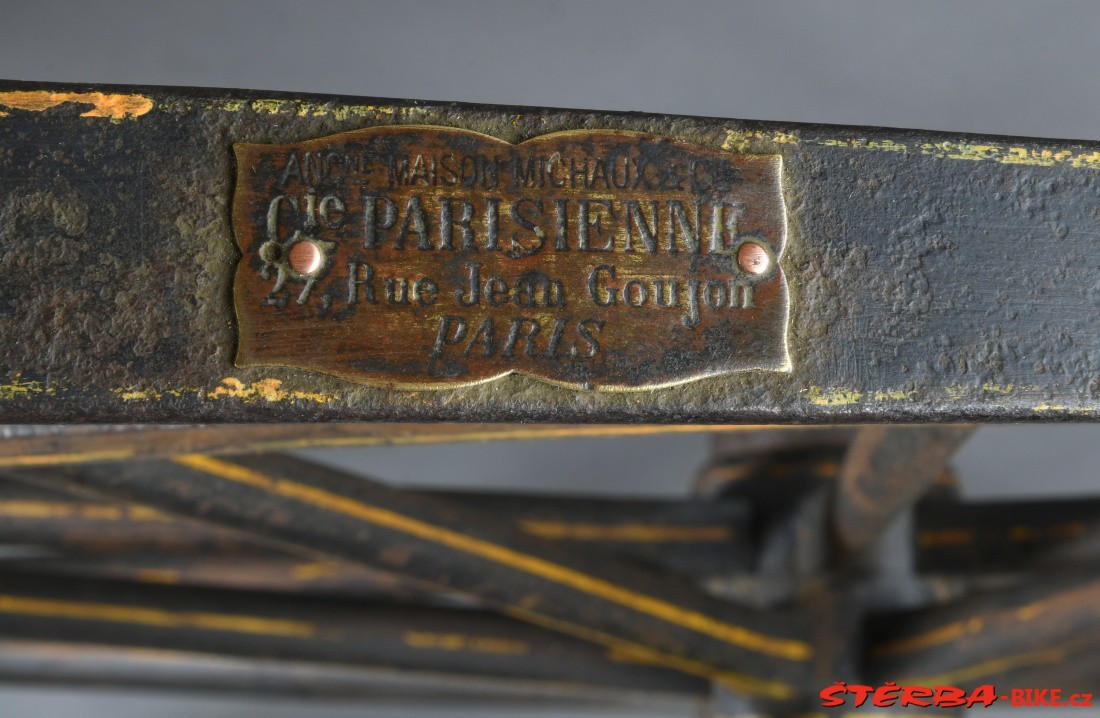 ANCNE MAISON MICHAUX & Cie
Cie PARISIENNE
27, Rue Jean Goujon
PARIS
ŠTĚRBA-BIKE.cz